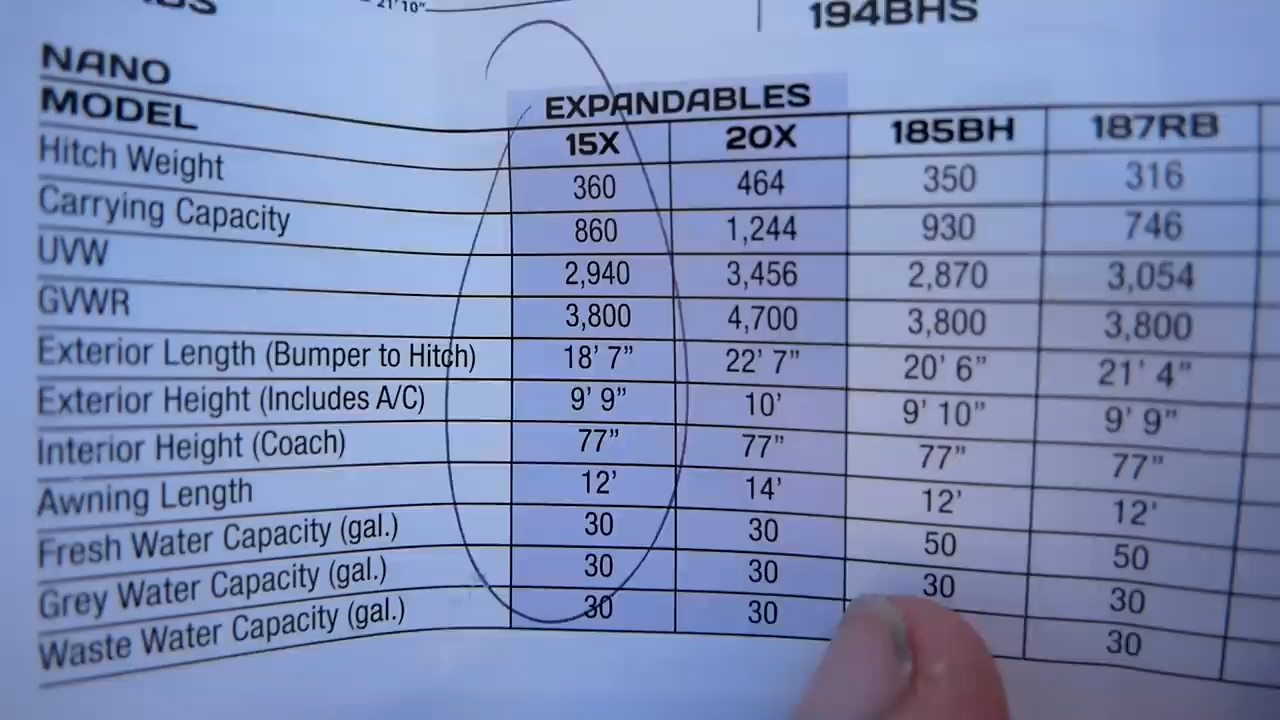 21'10"
194BHS
NANO
EXPANDABLES
MODEL 15X 20X 185BH 187RB
Hitch Weight 360 464 350 316
Carrying Capacity 860 1,244 930 746
UVW 2,940 3,456 2,870 3,054
GVWR 3,800 4,700 3,800 3,800
Exterior Length (Bumper to Hitch) 18' 7" 22' 7" 20' 6" 21' 4"
Exterior Height (Includes A/C) 9' 9" 10' 9' 10" 9' 9"
Interior Height (Coach) 77" 77" 77" 77"
Awning Length 12' 14' 12' 12'
Fresh Water Capacity (gal.) 30 30 50 50
Grey Water Capacity (gal.) 30 30 30 30
Waste Water Capacity (gal.) 30 30 30